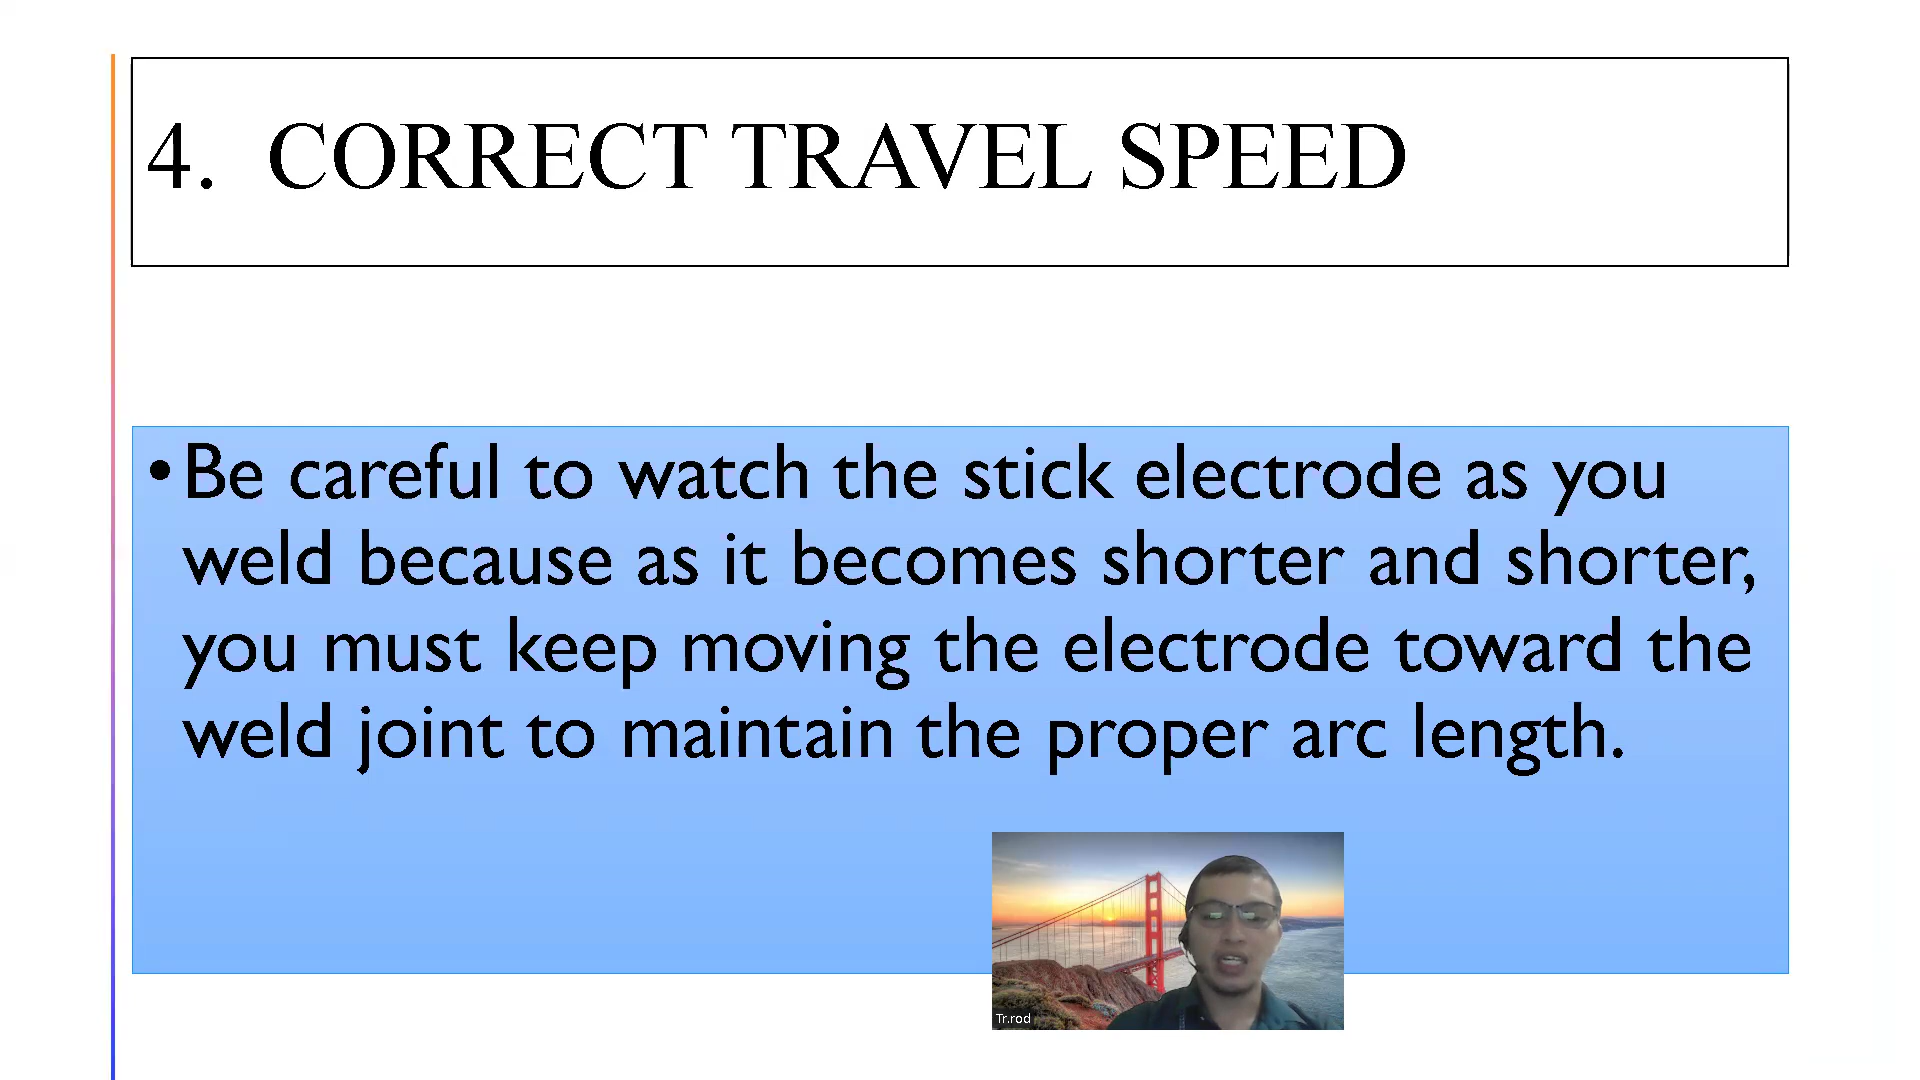 4. CORRECT TRAVEL SPEED
• Be careful to watch the stick electrode as you
weld because as it becomes shorter and shorter,
you must keep moving the electrode toward the
weld joint to maintain the proper arc length.
Tr.rod